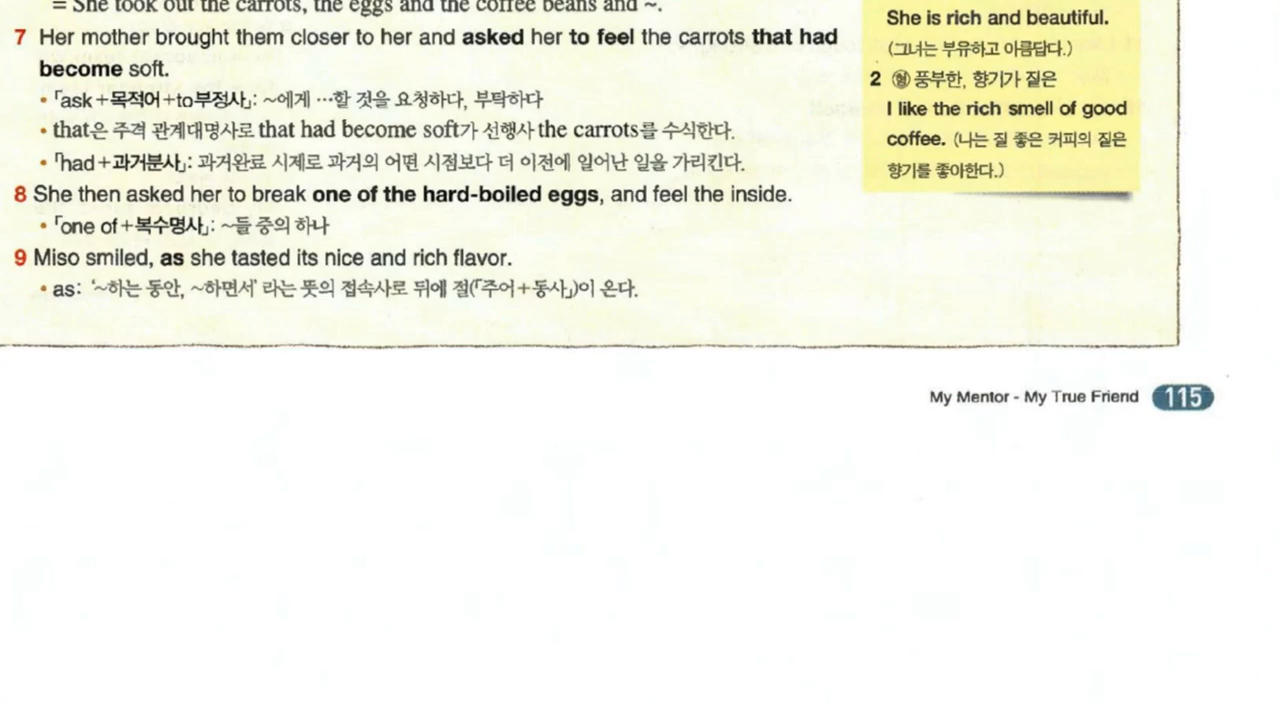 = She took out the carrots, the eggs and the coffee beans and ~.
7 Her mother brought them closer to her and asked her to feel the carrots that had
become soft.
• 「ask+목적어+to부정사」: ~에게 …할 것을 요청하다, 부탁하다
• that은 주격 관계대명사로 that had become soft가 선행사 the carrots를 수식한다.
• 「had+과거분사」: 과거완료 시제로 과거의 어떤 시점보다 더 이전에 일어난 일을 가리킨다.
8 She then asked her to break one of the hard-boiled eggs, and feel the inside.
• 「one of+복수명사」: ~들 중의 하나
9 Miso smiled, as she tasted its nice and rich flavor.
• as: '~하는 동안, ~하면서' 라는 뜻의 접속사로 뒤에 절(「주어+동사」)이 온다.
She is rich and beautiful.
(그녀는 부유하고 아름답다.)
2 형 풍부한, 향기가 짙은
I like the rich smell of good
coffee. (나는 질 좋은 커피의 짙은
향기를 좋아한다.)
My Mentor - My True Friend 115